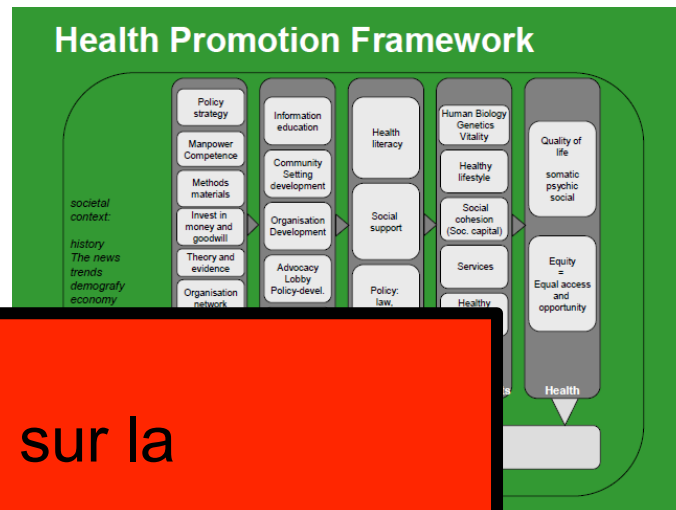 Health Promotion Framework
societal
context:
history
The news
trends
demografy
economy
Policy
strategy
Manpower
Competence
Methods
materials
Invest in
money and
goodwill
Theory and
evidence
Organisation
network
Information
education
Community
Setting
development
Organisation
Development
Advocacy
Lobby
Policy-devel.
Health
literacy
Social
support
Policy:
law,
Human Biology
Genetics
Vitality
Healthy
lifestyle
Social
cohesion
(Soc. capital)
Services
Healthy
Quality of
life
somatic
psychic
social
Equity
=
Equal access
and
opportunity
Health
sur la